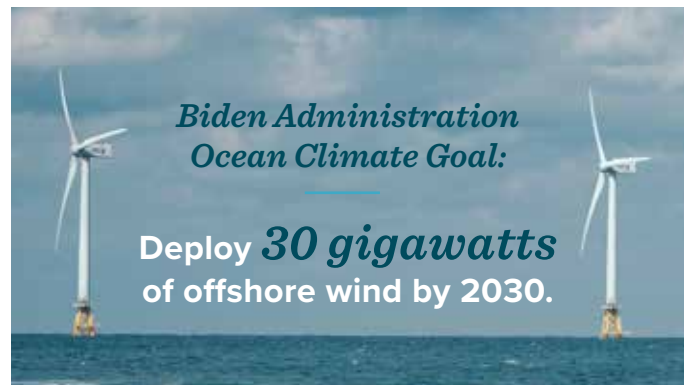 Biden Administration
Ocean Climate Goal:
Deploy 30 gigawatts
of offshore wind by 2030.